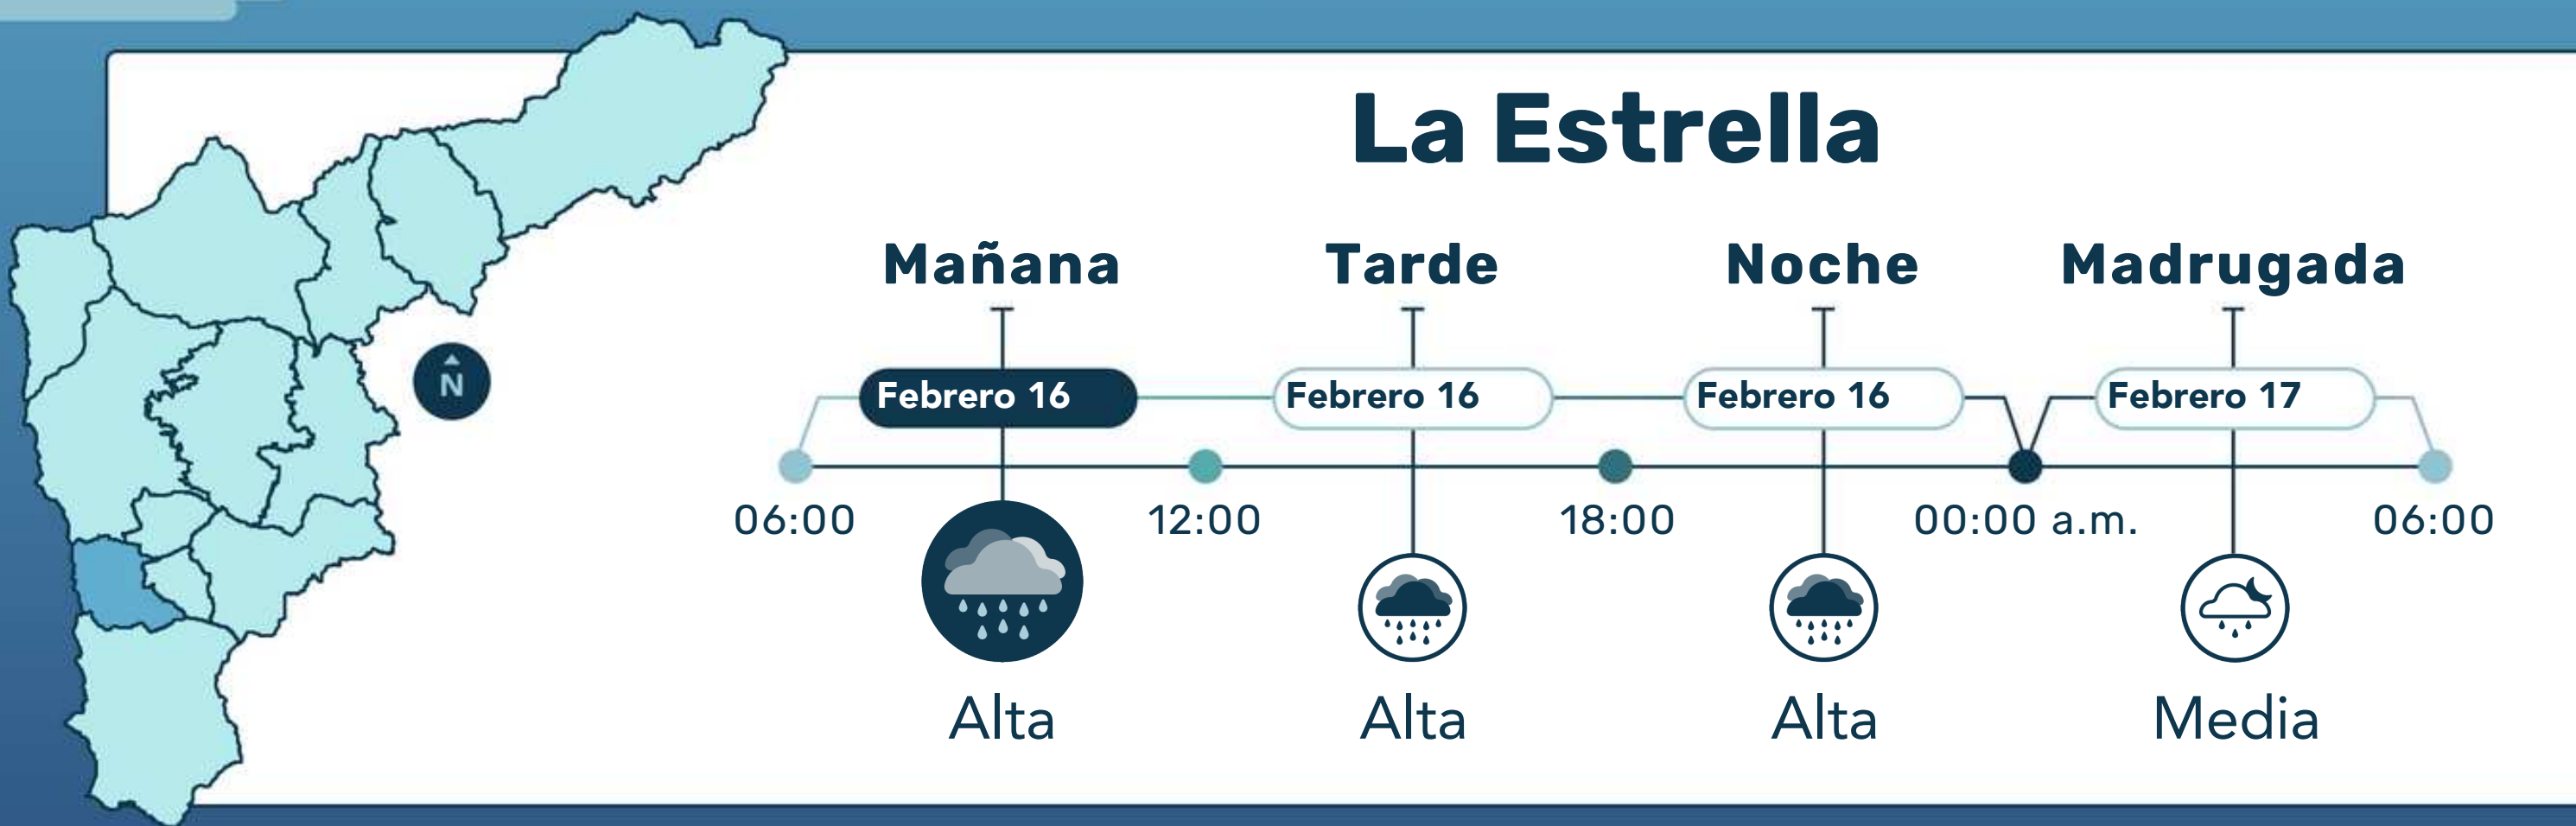 La Estrella
Mañana Tarde Noche Madrugada
N
Febrero 16 Febrero 16 Febrero 16 Febrero 17
06:00 12:00 18:00 00:00 a.m. 06:00
Alta Alta Alta Media